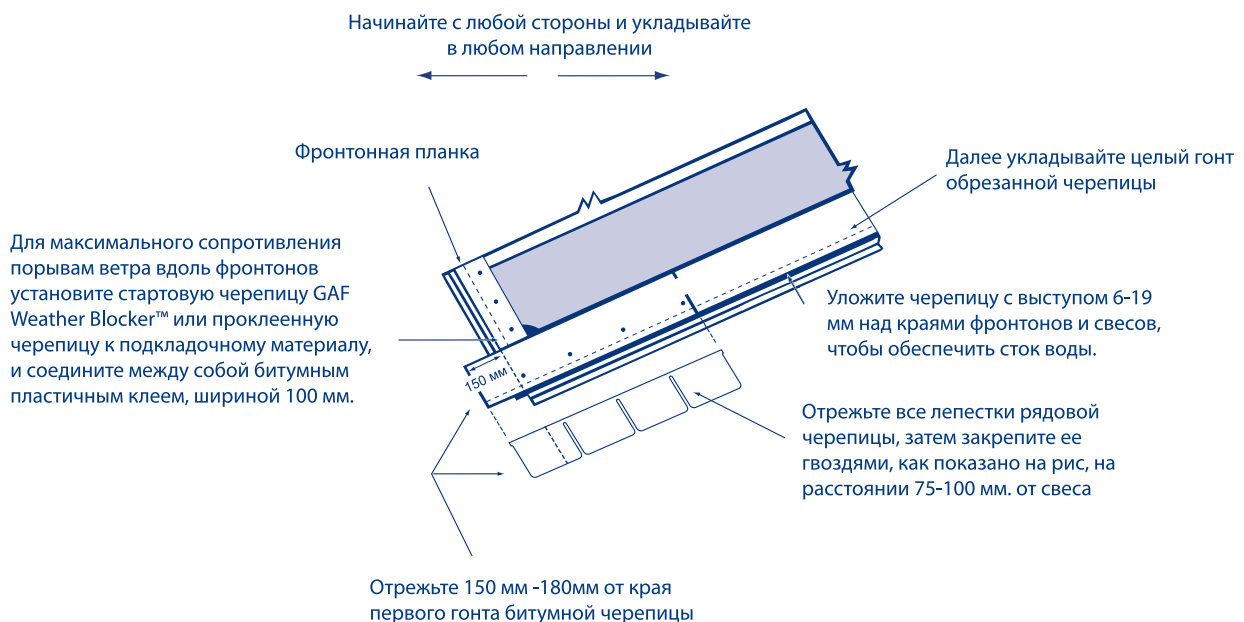 Начинайте с любой стороны и укладывайте
в любом направлении
Фронтонная планка
Далее укладывайте целый гонт
обрезанной черепицы
Для максимального сопротивления
порывам ветра вдоль фронтонов
установите стартовую черепицу GAF
Weather Blocker™ или проклеенную
черепицу к подкладочному материалу,
и соедините между собой битумным
пластичным клеем, шириной 100 мм.
Уложите черепицу с выступом 6-19
мм над краями фронтонов и свесов,
чтобы обеспечить сток воды.
150 мм
Отрежьте все лепестки рядовой
черепицы, затем закрепите ее
гвоздями, как показано на рис, на
расстоянии 75-100 мм. от свеса
Отрежьте 150 мм -180мм от края
первого гонта битумной черепицы